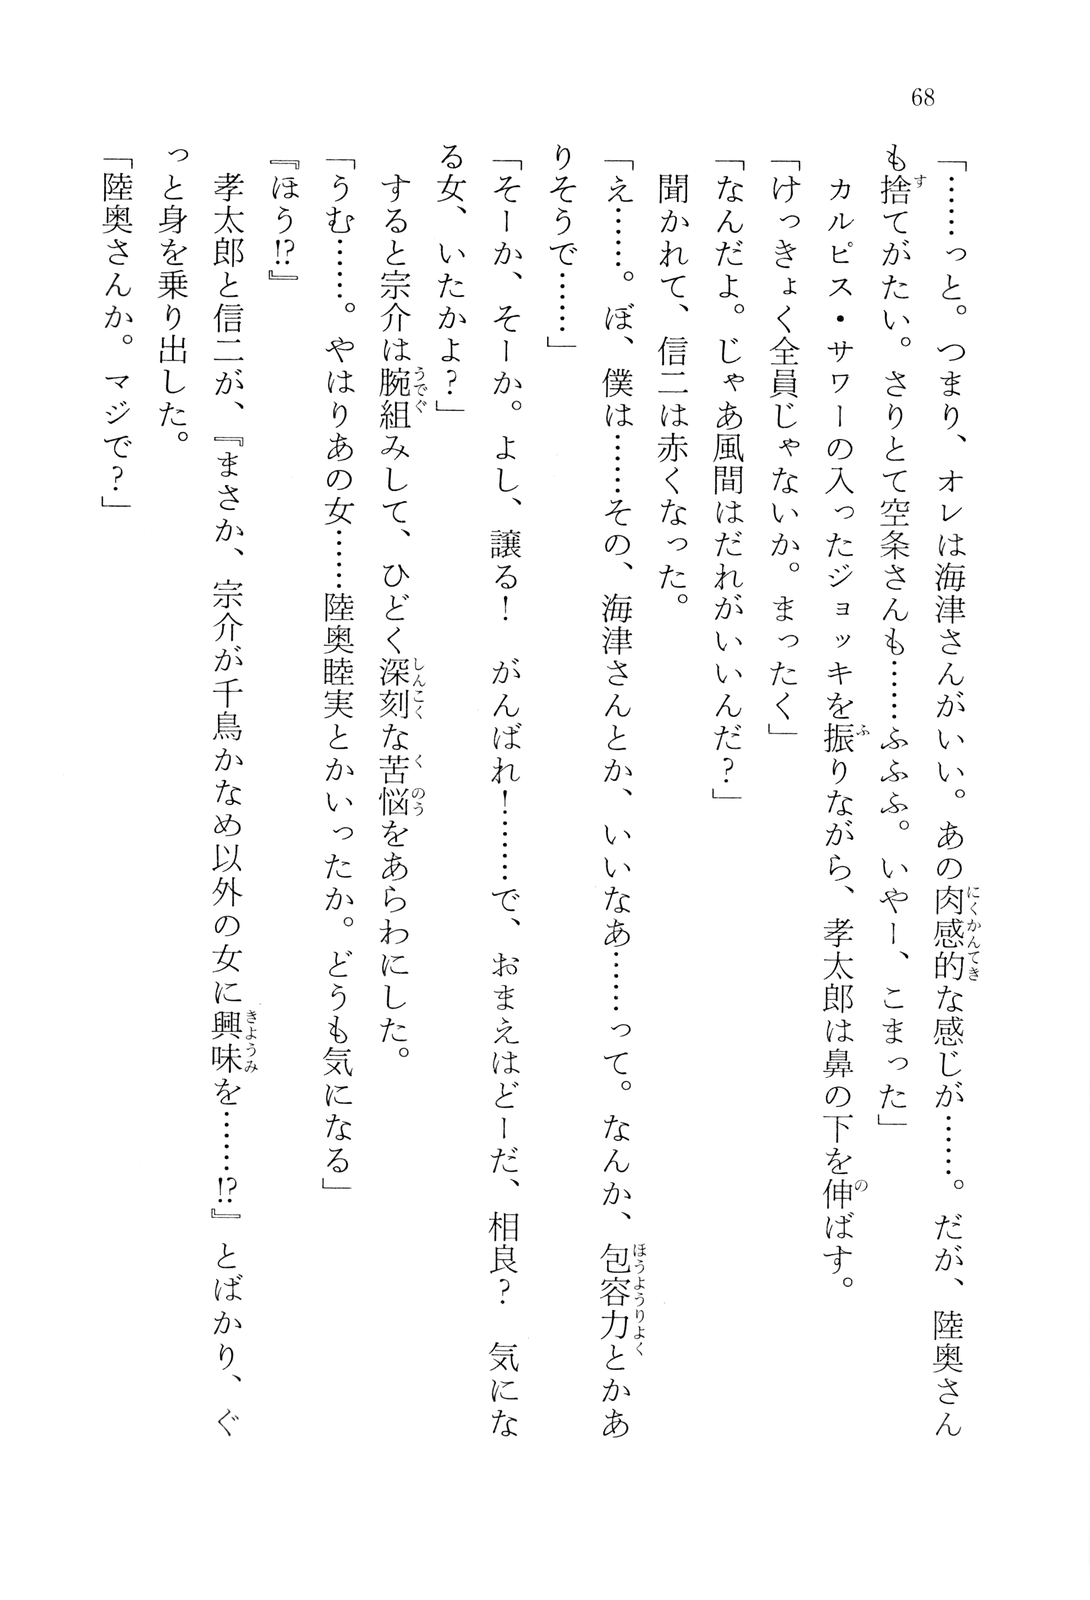 68
「……っと。つまり、オレは海津さんがいい。あの肉感的な感じが……。だが、陸奥さん
も捨てがたい。さりとて空条さんも……ふふふ。いやー、こまった」
カルピス・サワーの入ったジョッキを振りながら、孝太郎は鼻の下を伸ばす。
「けっきょく全員じゃないか。まったく」
「なんだよ。じゃあ風間はだれがいいんだ？」
聞かれて、信二は赤くなった。
「え……。ぼ、僕は……その、海津さんとか、いいなあ……って。なんか、包容力とかあ
りそうで……」
「そーか、そーか。よし、譲る！　がんばれ！……で、おまえはどーだ、相良？　気にな
る女、いたかよ？」
すると宗介は腕組みして、ひどく深刻な苦悩をあらわにした。
「うむ……。やはりあの女……陸奥睦実とかいったか。どうも気になる」
『ほう!?』
孝太郎と信二が、『まさか、宗介が千鳥かなめ以外の女に興味を……!?』とばかり、ぐ
っと身を乗り出した。
「陸奥さんか。マジで？」